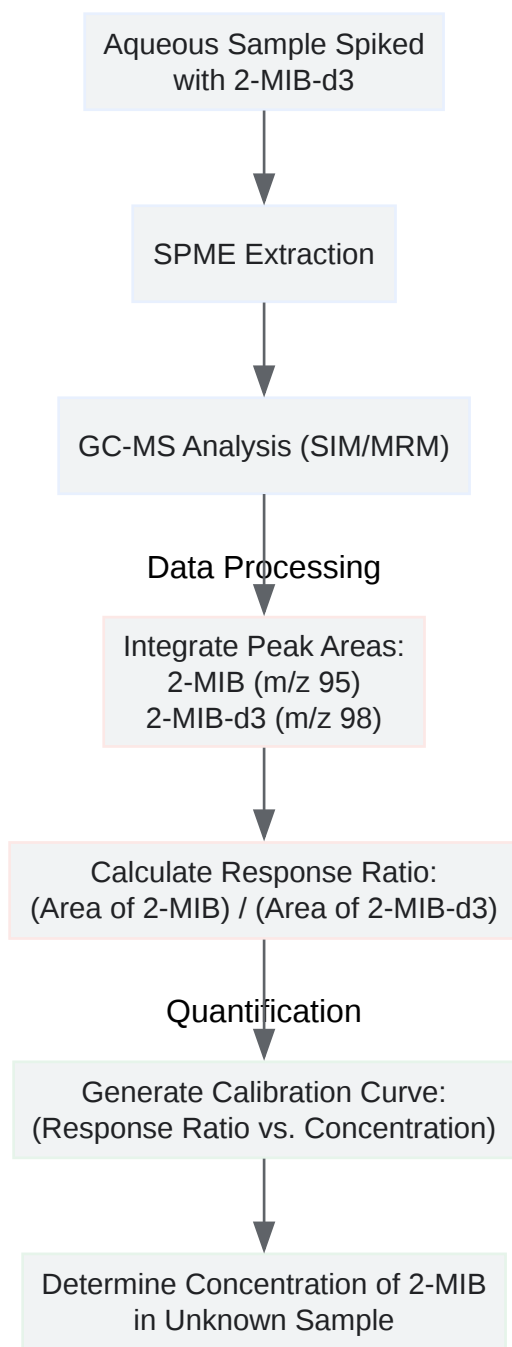 Aqueous Sample Spiked
with 2-MIB-d3
SPME Extraction
GC-MS Analysis (SIM/MRM)
Data Processing
Integrate Peak Areas:
2-MIB (m/z 95)
2-MIB-d3 (m/z 98)
Calculate Response Ratio:
(Area of 2-MIB) / (Area of 2-MIB-d3)
Quantification
Generate Calibration Curve:
(Response Ratio vs. Concentration)
Determine Concentration of 2-MIB
in Unknown Sample